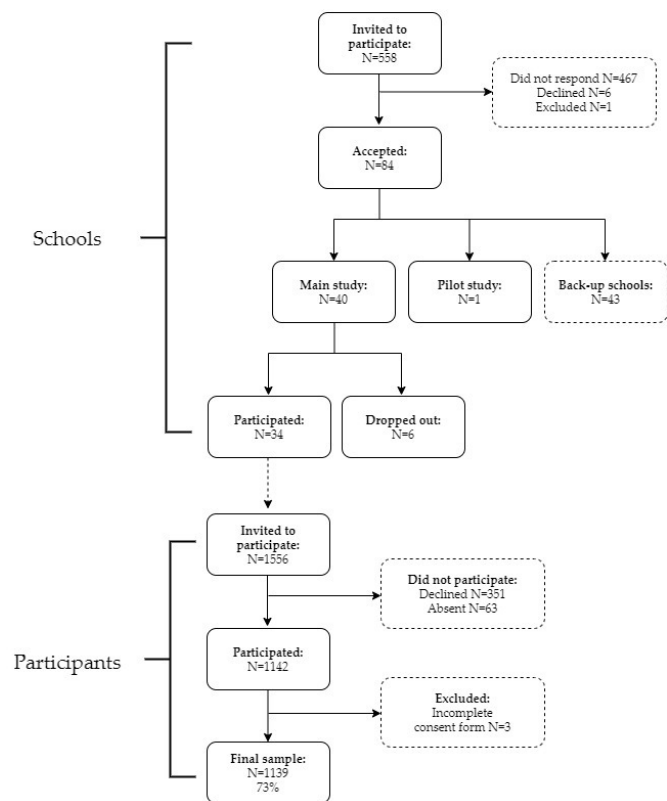 Invited to
participate:
N=558
Did not respond N=467
Declined N=6
Excluded N=1
Accepted:
N=84
Schools
Main study:
N=40
Pilot study:
N=1
Back-up schools:
N=43
Participated:
N=34
Dropped out:
N=6
Invited to
participate:
N=1556
Did not participate:
Declined N=351
Absent N=63
Participants
Participated:
N=1142
Excluded:
Incomplete
consent form N=3
Final sample:
N=1139
73%